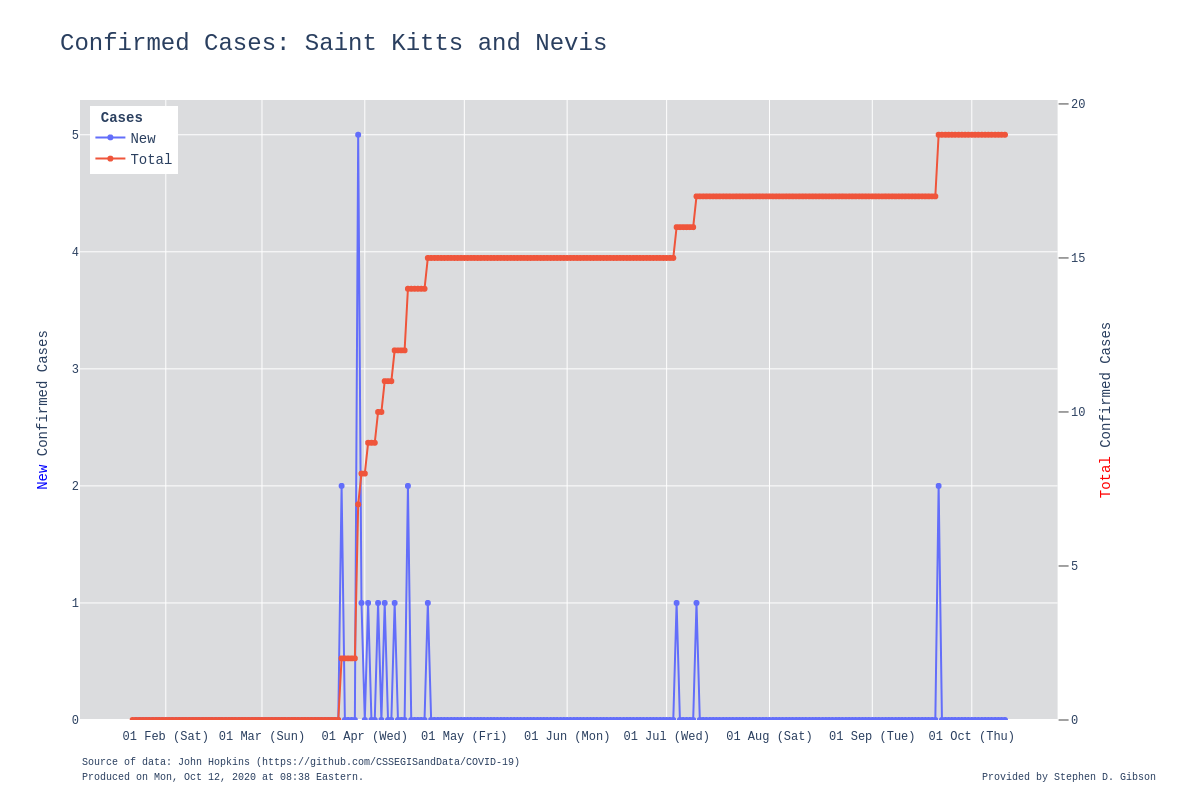 Confirmed Cases: Saint Kitts and Nevis
Cases
New
Total
5
4
3
2
1
0
20
15
10
5
0
New Confirmed Cases
Total Confirmed Cases
01 Feb (Sat) 01 Mar (Sun) 01 Apr (Wed) 01 May (Fri) 01 Jun (Mon) 01 Jul (Wed) 01 Aug (Sat) 01 Sep (Tue) 01 Oct (Thu)
Source of data: John Hopkins (https://github.com/CSSEGISandData/COVID-19)
Produced on Mon, Oct 12, 2020 at 08:38 Eastern.
Provided by Stephen D. Gibson